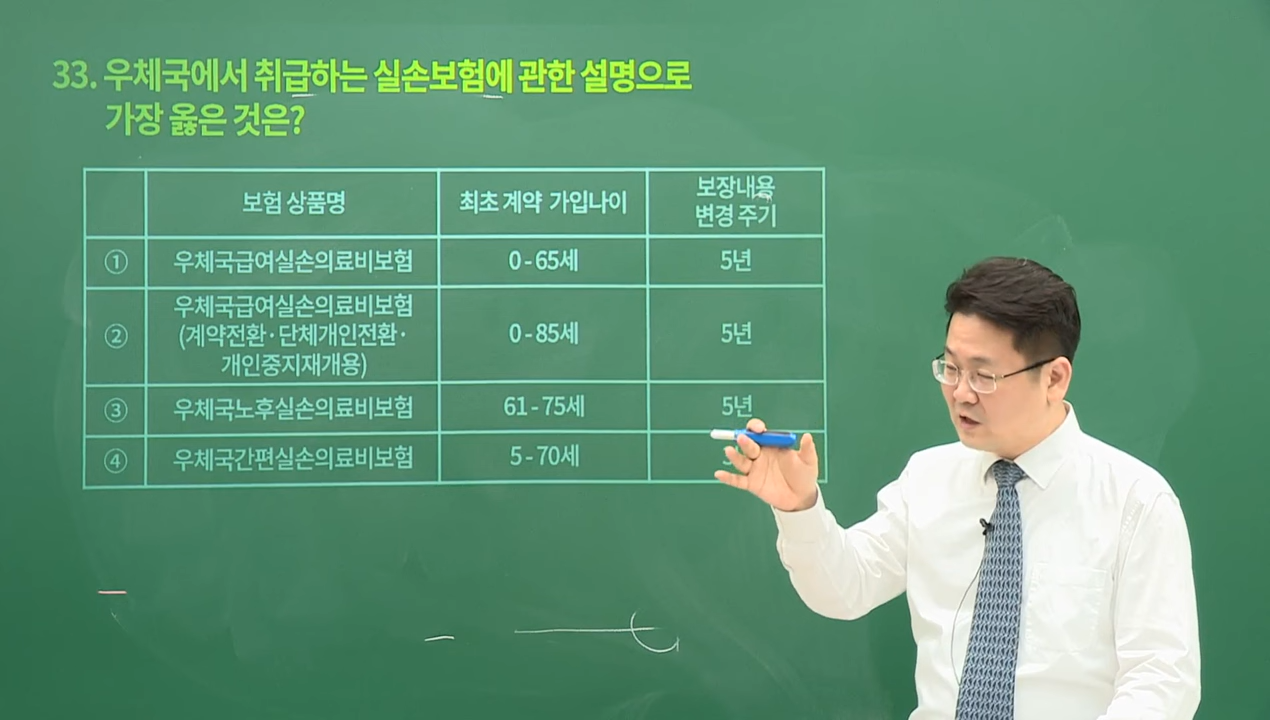 33. 우체국에서 취급하는 실손보험에 관한 설명으로
가장 옳은 것은?
보험 상품명 최초 계약 가입나이 보장내용
변경 주기
① 우체국급여실손의료비보험 0-65세 5년
② 우체국급여실손의료비보험
(계약전환·단체개인전환·
개인중지재개용) 0-85세 5년
③ 우체국노후실손의료비보험 61-75세 5년
④ 우체국간편실손의료비보험 5-70세